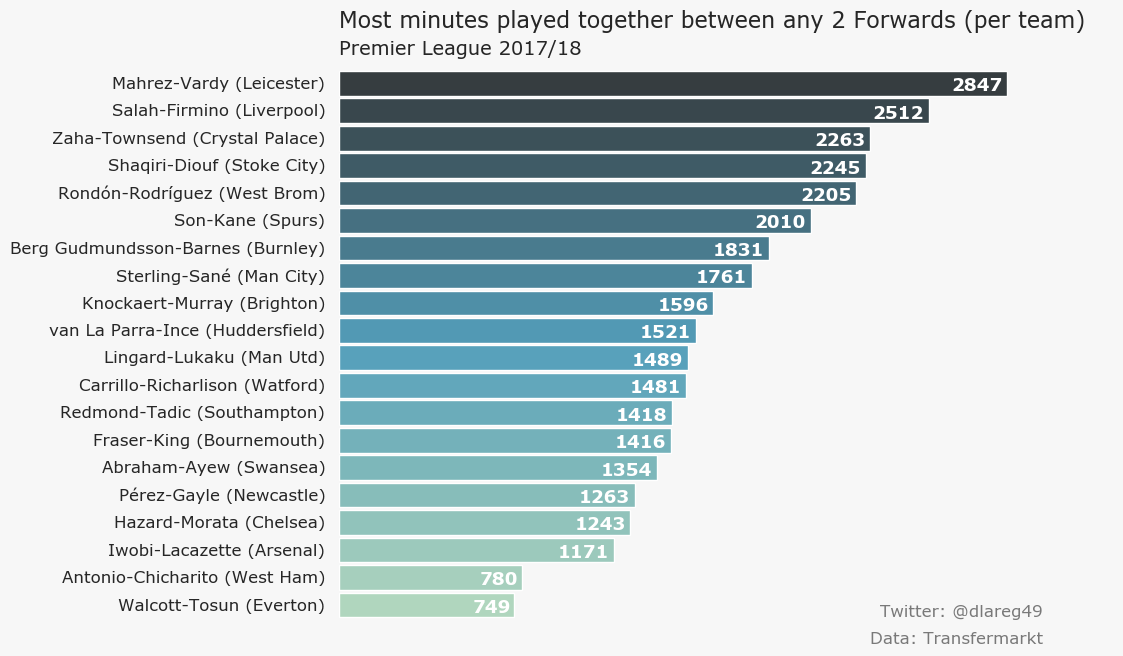 Most minutes played together between any 2 Forwards (per team)
Premier League 2017/18
Mahrez-Vardy (Leicester) 2847
Salah-Firmino (Liverpool) 2512
Zaha-Townsend (Crystal Palace) 2263
Shaqiri-Diouf (Stoke City) 2245
Rondón-Rodríguez (West Brom) 2205
Son-Kane (Spurs) 2010
Berg Gudmundsson-Barnes (Burnley) 1831
Sterling-Sané (Man City) 1761
Knockaert-Murray (Brighton) 1596
van La Parra-Ince (Huddersfield) 1521
Lingard-Lukaku (Man Utd) 1489
Carrillo-Richarlison (Watford) 1481
Redmond-Tadic (Southampton) 1418
Fraser-King (Bournemouth) 1416
Abraham-Ayew (Swansea) 1354
Pérez-Gayle (Newcastle) 1263
Hazard-Morata (Chelsea) 1243
Iwobi-Lacazette (Arsenal) 1171
Antonio-Chicharito (West Ham) 780
Walcott-Tosun (Everton) 749
Twitter: @dlareg49
Data: Transfermarkt